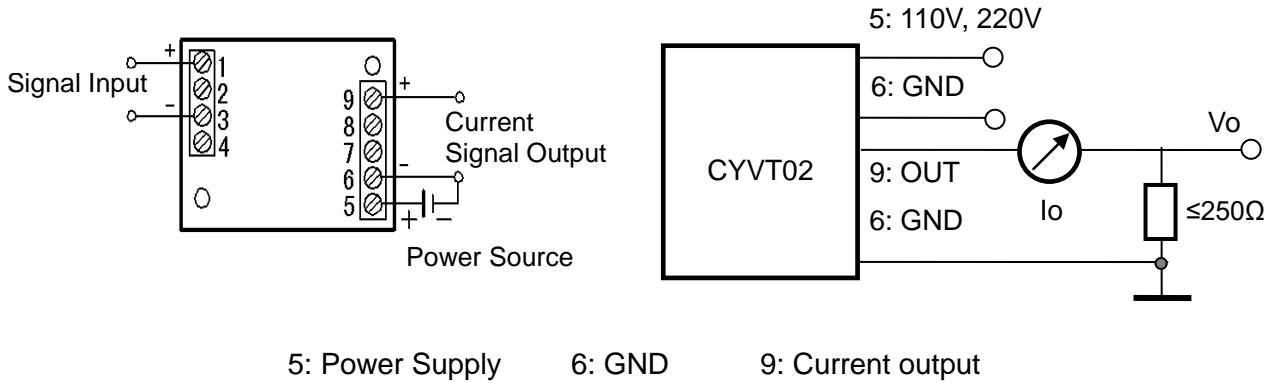 Signal Input
+
-
1
2
3
4
9
8
7
6
5
+
-
+
-
Current
Signal Output
Power Source
5: 110V, 220V
6: GND
CYVT02
9: OUT
6: GND
Io
Vo
≤250Ω
5: Power Supply 6: GND 9: Current output